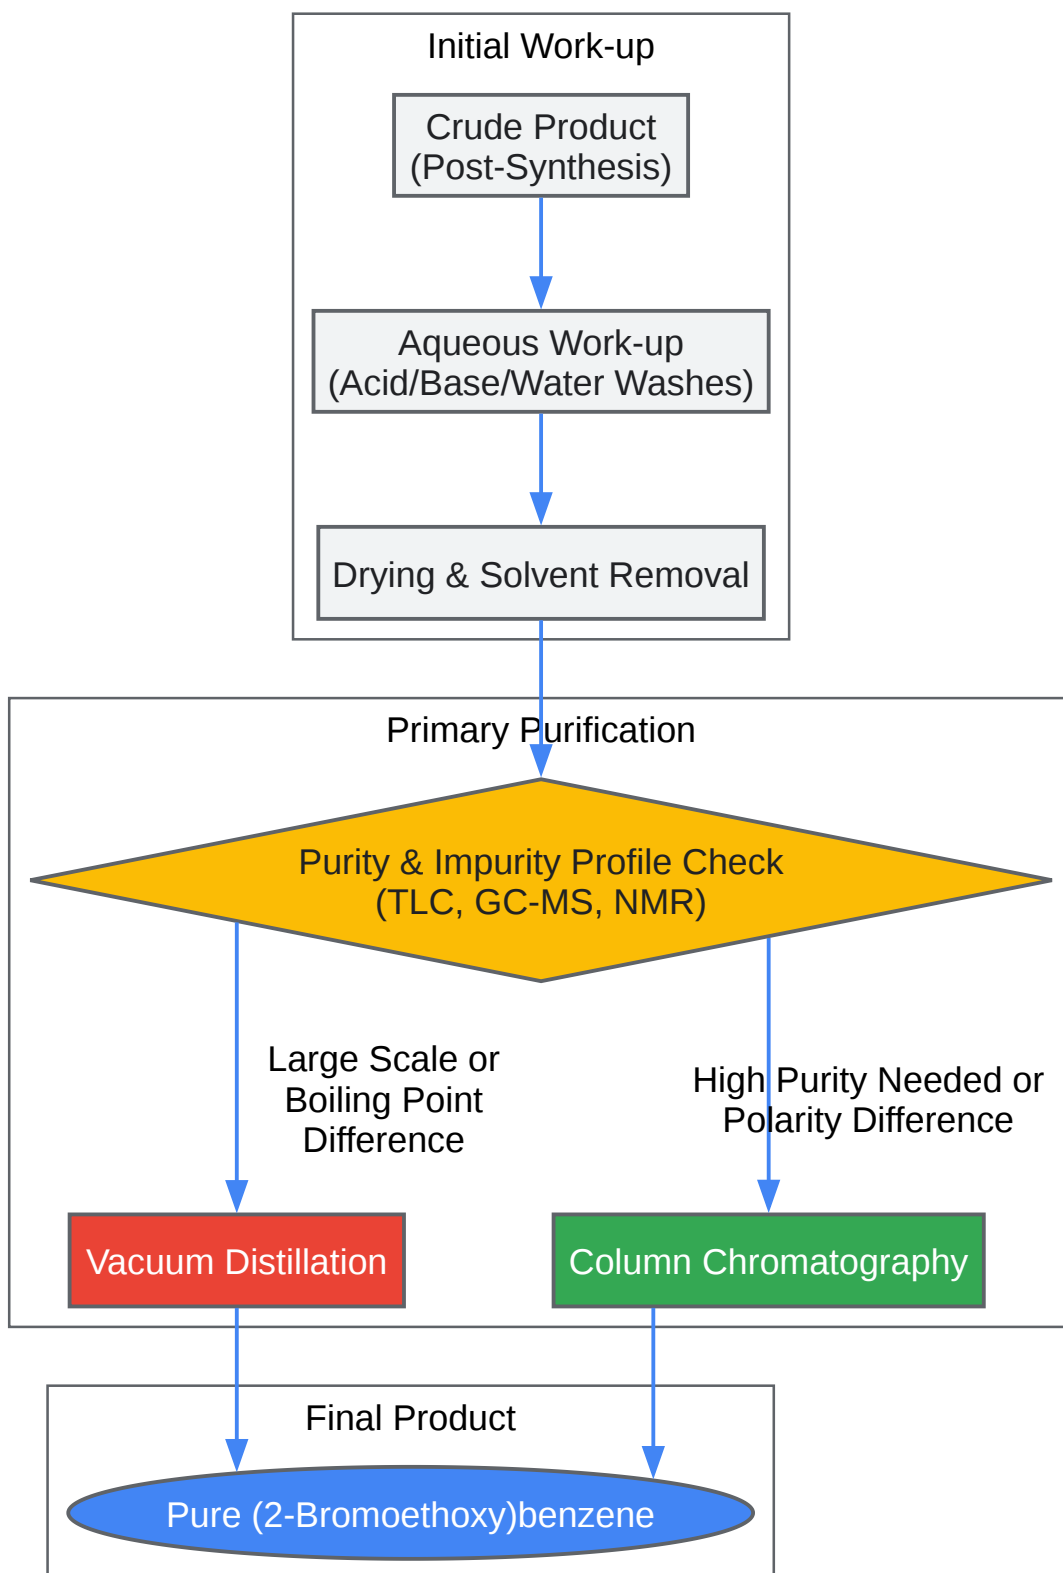 Initial Work-up
Crude Product
(Post-Synthesis)
Aqueous Work-up
(Acid/Base/Water Washes)
Drying & Solvent Removal
Primary Purification
Purity & Impurity Profile Check
(TLC, GC-MS, NMR)
Large Scale or
Boiling Point
Difference
High Purity Needed or
Polarity Difference
Vacuum Distillation
Column Chromatography
Final Product
Pure (2-Bromoethoxy)benzene